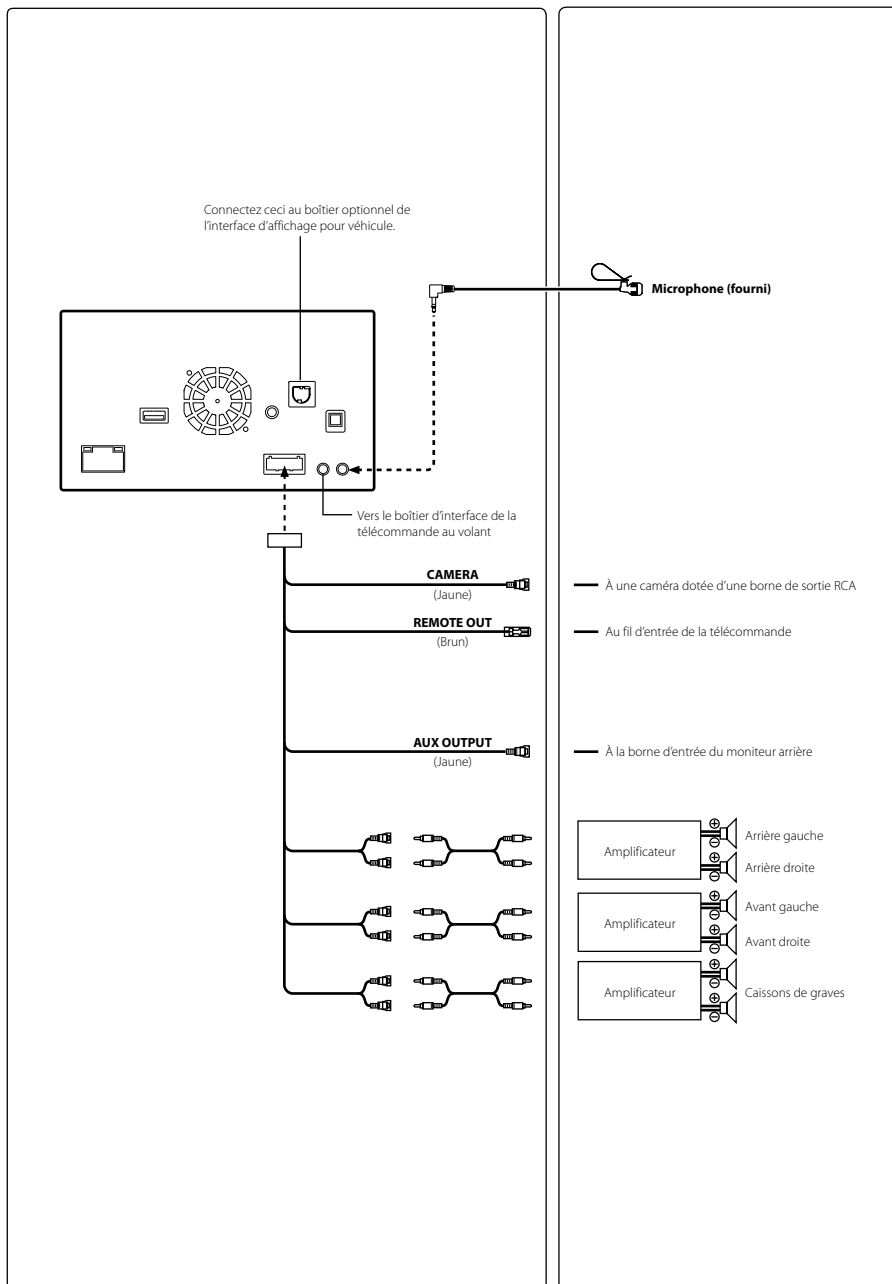 Connectez ceci au boîtier optionnel de
l’interface d’affichage pour véhicule.
Microphone (fourni)
Vers le boîtier d’interface de la
télécommande au volant
CAMERA
(Jaune)
À une caméra dotée d’une borne de sortie RCA
REMOTE OUT
(Brun)
Au fil d’entrée de la télécommande
AUX OUTPUT
(Jaune)
À la borne d’entrée du moniteur arrière
Amplificateur
Arrière gauche
Arrière droite
Amplificateur
Avant gauche
Avant droite
Amplificateur
Caissons de graves